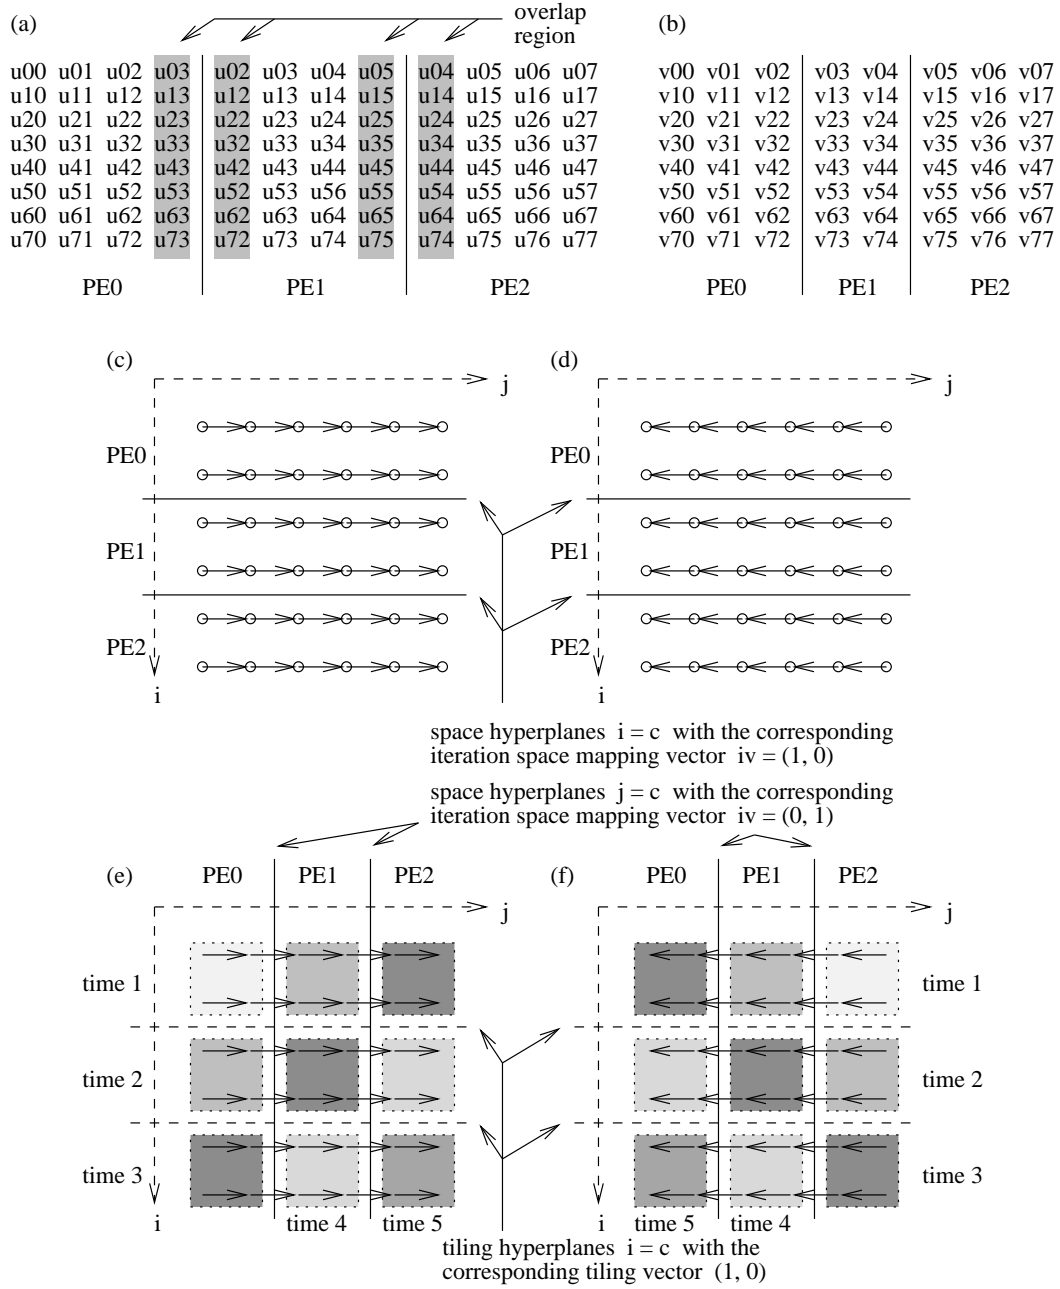 (a)
overlap
region
(b)
u00 u01 u02 u03 u02 u03 u04 u05 u04 u05 u06 u07
u10 u11 u12 u13 u12 u13 u14 u15 u14 u15 u16 u17
u20 u21 u22 u23 u22 u23 u24 u25 u24 u25 u26 u27
u30 u31 u32 u33 u32 u33 u34 u35 u34 u35 u36 u37
u40 u41 u42 u43 u42 u43 u44 u45 u44 u45 u46 u47
u50 u51 u52 u53 u52 u53 u56 u55 u54 u55 u56 u57
u60 u61 u62 u63 u62 u63 u64 u65 u64 u65 u66 u67
u70 u71 u72 u73 u72 u73 u74 u75 u74 u75 u76 u77
PE0 PE1 PE2
v00 v01 v02 v03 v04 v05 v06 v07
v10 v11 v12 v13 v14 v15 v16 v17
v20 v21 v22 v23 v24 v25 v26 v27
v30 v31 v32 v33 v34 v35 v36 v37
v40 v41 v42 v43 v44 v45 v46 v47
v50 v51 v52 v53 v54 v55 v56 v57
v60 v61 v62 v63 v64 v65 v66 v67
v70 v71 v72 v73 v74 v75 v76 v77
PE0 PE1 PE2
(c)
j
PE0
PE1
PE2
i
(d)
j
PE0
PE1
PE2
i
space hyperplanes i = c with the corresponding
iteration space mapping vector iv = (1, 0)
space hyperplanes j = c with the corresponding
iteration space mapping vector iv = (0, 1)
(e) PE0 PE1 PE2
j
time 1
time 2
time 3
i time 4 time 5
(f) PE0 PE1 PE2
j
time 1
time 2
time 3
i time 5 time 4
tiling hyperplanes i = c with the
corresponding tiling vector (1, 0)